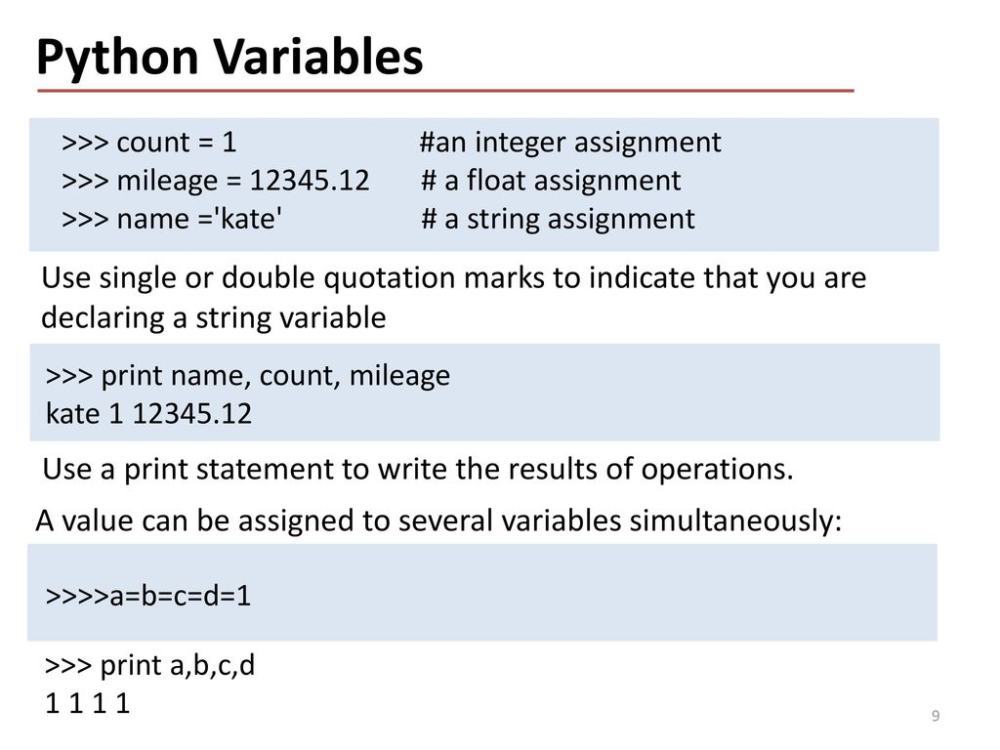 Python Variables
>>> count = 1 #an integer assignment
>>> mileage = 12345.12 # a float assignment
>>> name ='kate' # a string assignment
Use single or double quotation marks to indicate that you are
declaring a string variable
>>> print name, count, mileage
kate 1 12345.12
Use a print statement to write the results of operations.
A value can be assigned to several variables simultaneously:
>>>>a=b=c=d=1
>>> print a,b,c,d
1 1 1 1
9